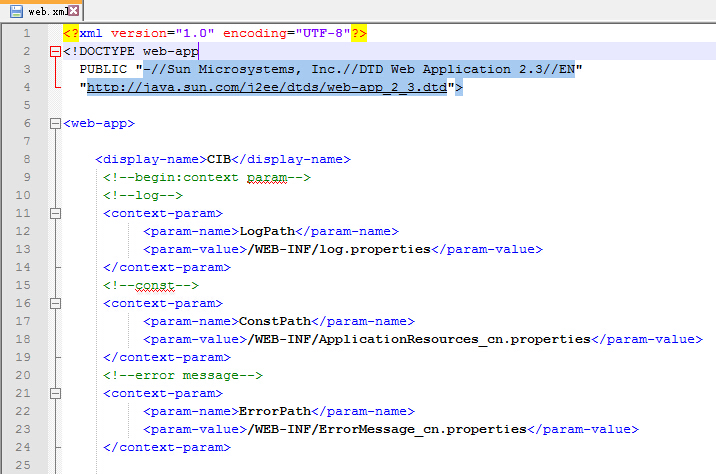 web.xml
1 <?xml version="1.0" encoding="UTF-8"?>
2 <!DOCTYPE web-app
3 PUBLIC "-//Sun Microsystems, Inc.//DTD Web Application 2.3//EN"
4 "http://java.sun.com/j2ee/dtds/web-app_2_3.dtd">
5
6 <web-app>
7
8 <display-name>CIB</display-name>
9 <!--begin:context param-->
10 <!--log-->
11 <context-param>
12 <param-name>LogPath</param-name>
13 <param-value>/WEB-INF/log.properties</param-value>
14 </context-param>
15 <!--const-->
16 <context-param>
17 <param-name>ConstPath</param-name>
18 <param-value>/WEB-INF/ApplicationResources_cn.properties</param-value>
19 </context-param>
20 <!--error message-->
21 <context-param>
22 <param-name>ErrorPath</param-name>
23 <param-value>/WEB-INF/ErrorMessage_cn.properties</param-value>
24 </context-param>
25